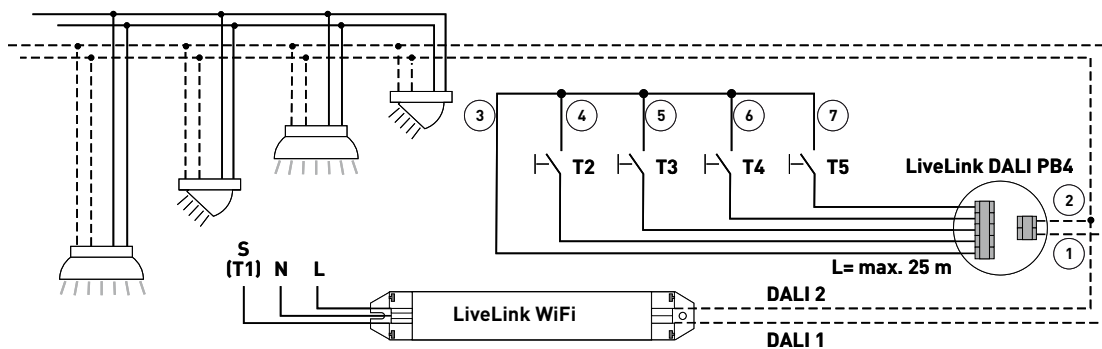 3
4
5
6
7
T2
T3
T4
T5
LiveLink DALI PB4
2
1
L= max. 25 m
S
(T1) N L
LiveLink WiFi
DALI 2
DALI 1